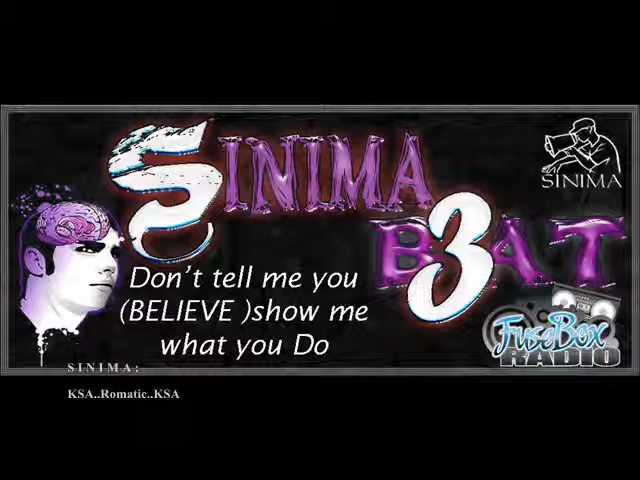 SINIMA
SINIMA
B3AT
Don't tell me you
(BELIEVE )show me
what you Do
FuseBox
RADIO
SINIMA:
KSA..Romatic..KSA